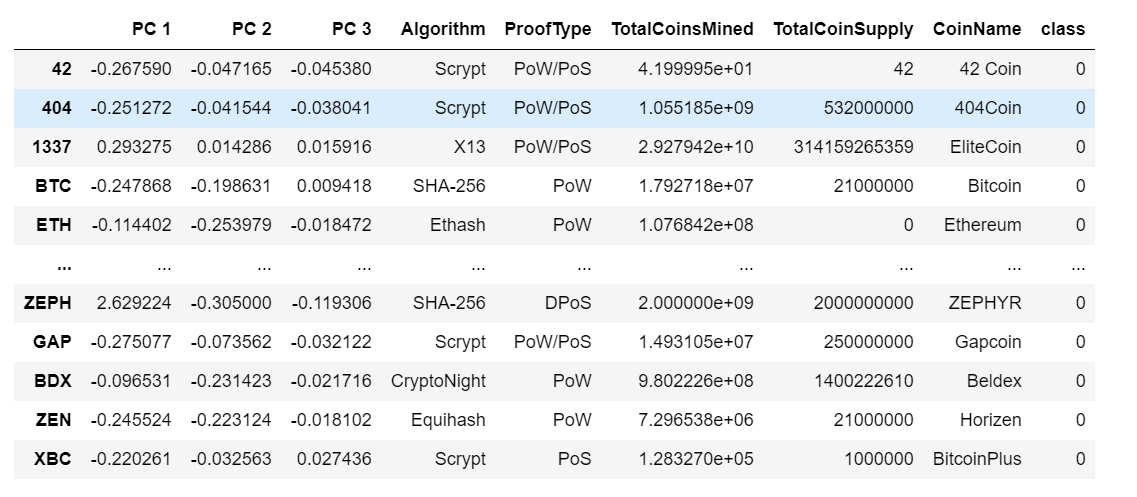 PC 1 PC 2 PC 3 Algorithm ProofType TotalCoinsMined TotalCoinSupply CoinName class
42 -0.267590 -0.047165 -0.045380 Scrypt PoW/PoS 4.199995e+01 42 42 Coin 0
404 -0.251272 -0.041544 -0.038041 Scrypt PoW/PoS 1.055185e+09 532000000 404Coin 0
1337 0.293275 0.014286 0.015916 X13 PoW/PoS 2.927942e+10 314159265359 EliteCoin 0
BTC -0.247868 -0.198631 0.009418 SHA-256 PoW 1.792718e+07 21000000 Bitcoin 0
ETH -0.114402 -0.253979 -0.018472 Ethash PoW 1.076842e+08 0 Ethereum 0
... ... ... ... ... ... ... ... ... ...
ZEPH 2.629224 -0.305000 -0.119306 SHA-256 DPoS 2.000000e+09 2000000000 ZEPHYR 0
GAP -0.275077 -0.073562 -0.032122 Scrypt PoW/PoS 1.493105e+07 250000000 Gapcoin 0
BDX -0.096531 -0.231423 -0.021716 CryptoNight PoW 9.802226e+08 1400222610 Beldex 0
ZEN -0.245524 -0.223124 -0.018102 Equihash PoW 7.296538e+06 21000000 Horizen 0
XBC -0.220261 -0.032563 0.027436 Scrypt PoS 1.283270e+05 1000000 BitcoinPlus 0